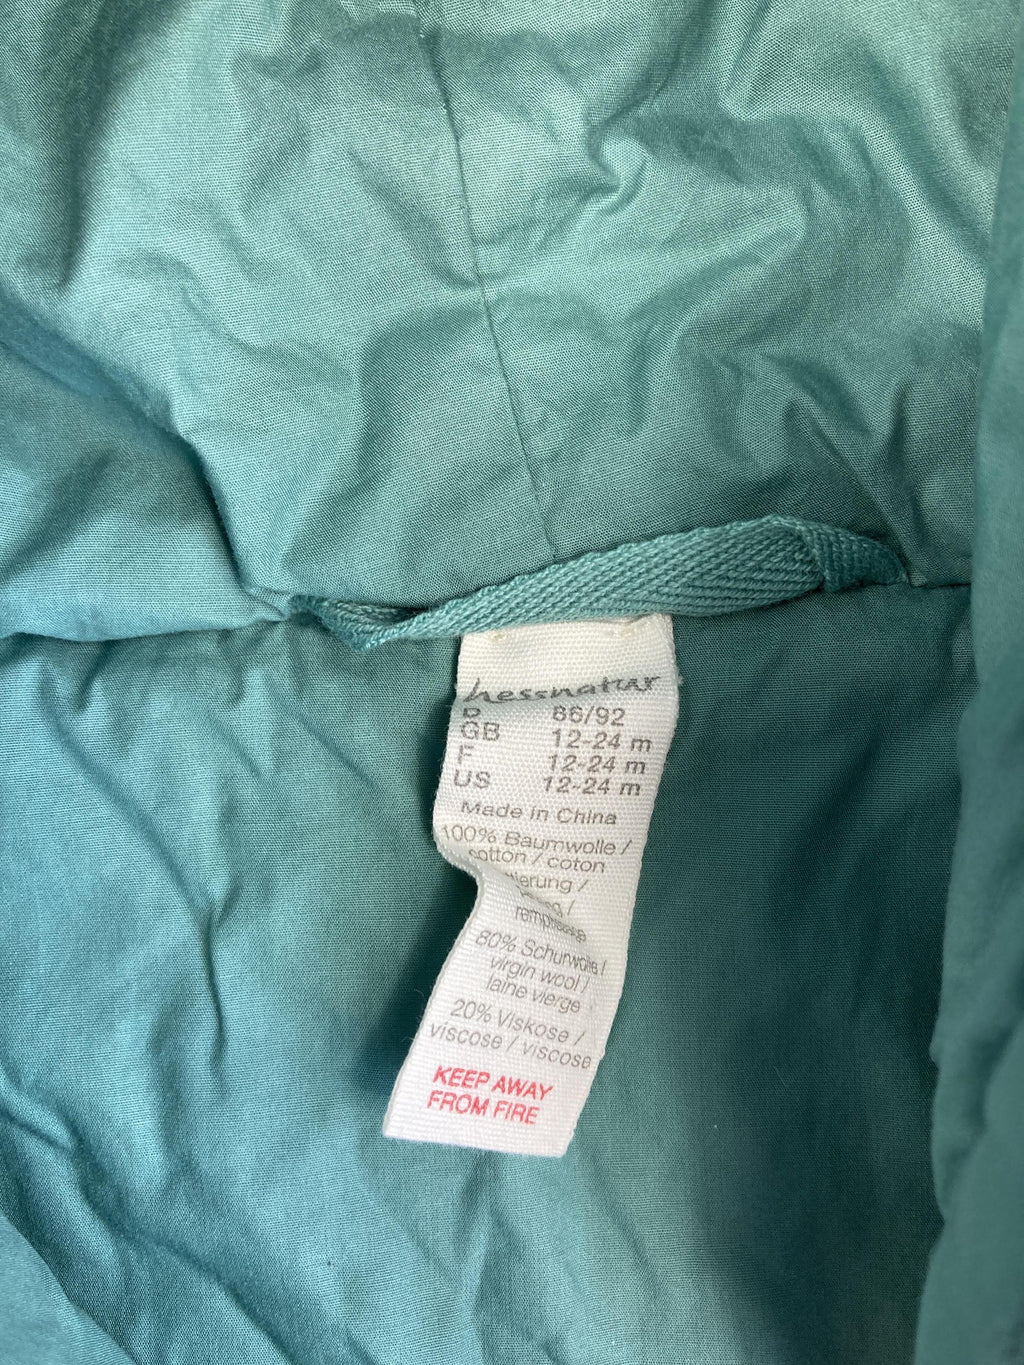 hessnatur
D 86/92
GB 12-24 m
F 12-24 m
US 12-24 m
Made in China
100% Baumwolle /
cotton / coton
80% Schurwolle /
virgin wool /
laine vierge
20% Viskose /
viscose / viscose
KEEP AWAY
FROM FIRE